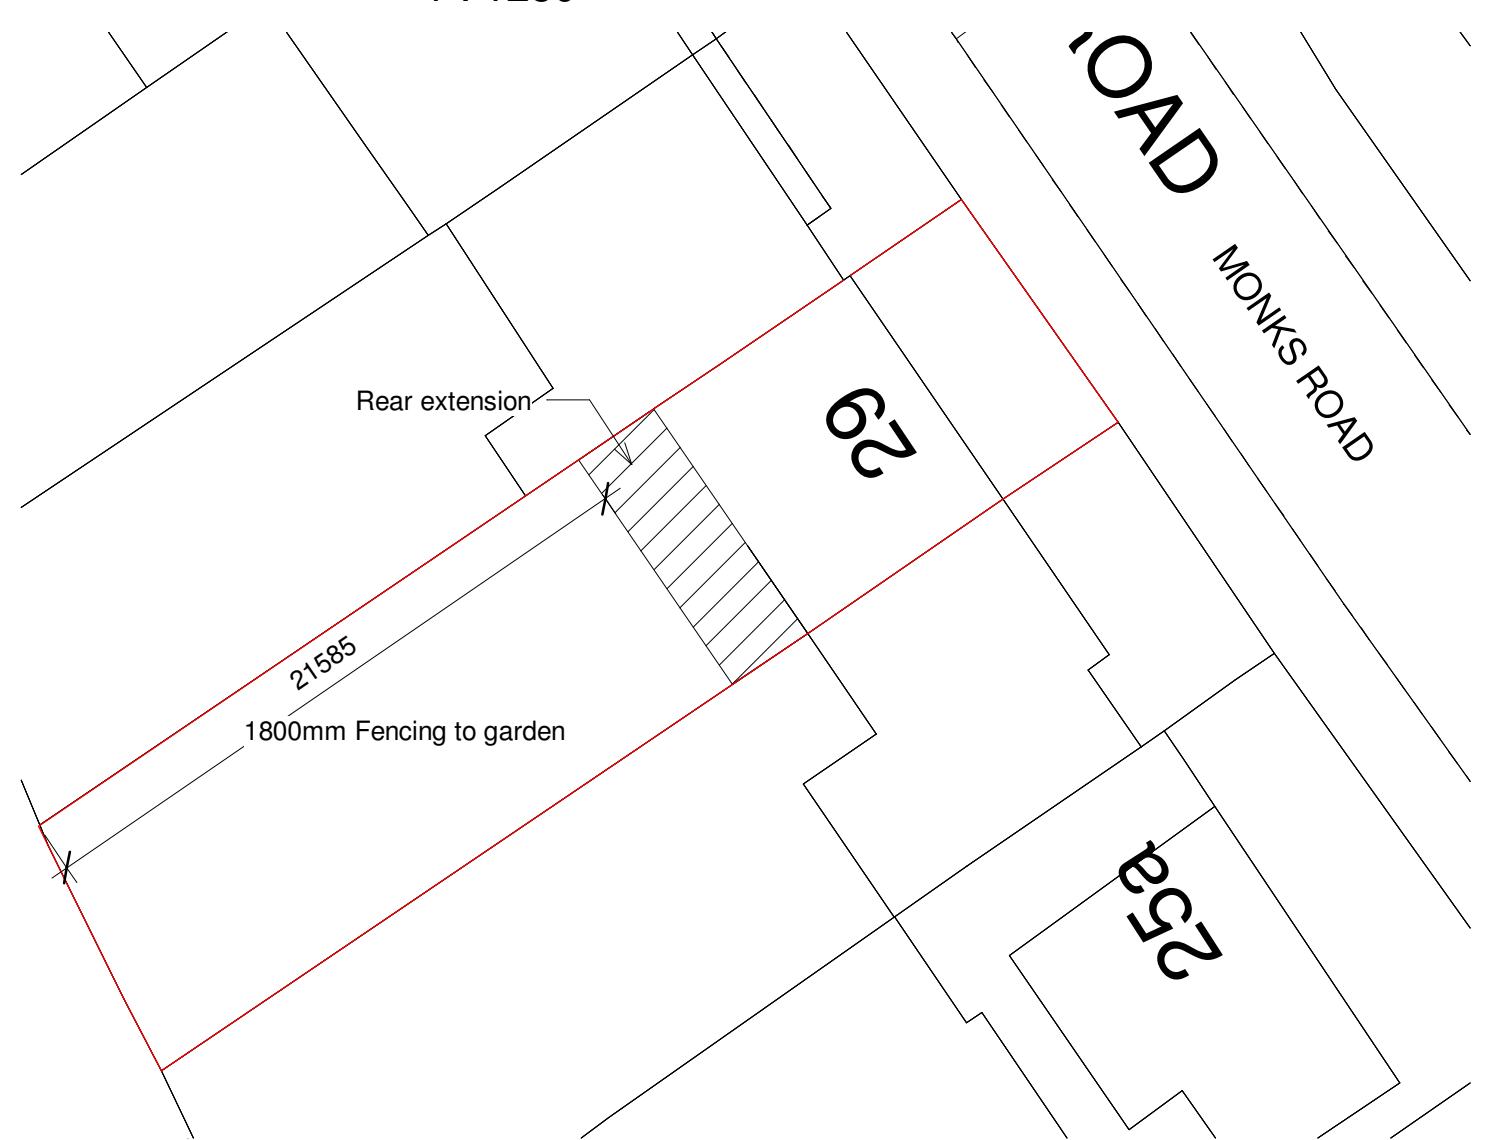 ROAD
MONKS ROAD
29
Rear extension
21585
1800mm Fencing to garden
25a